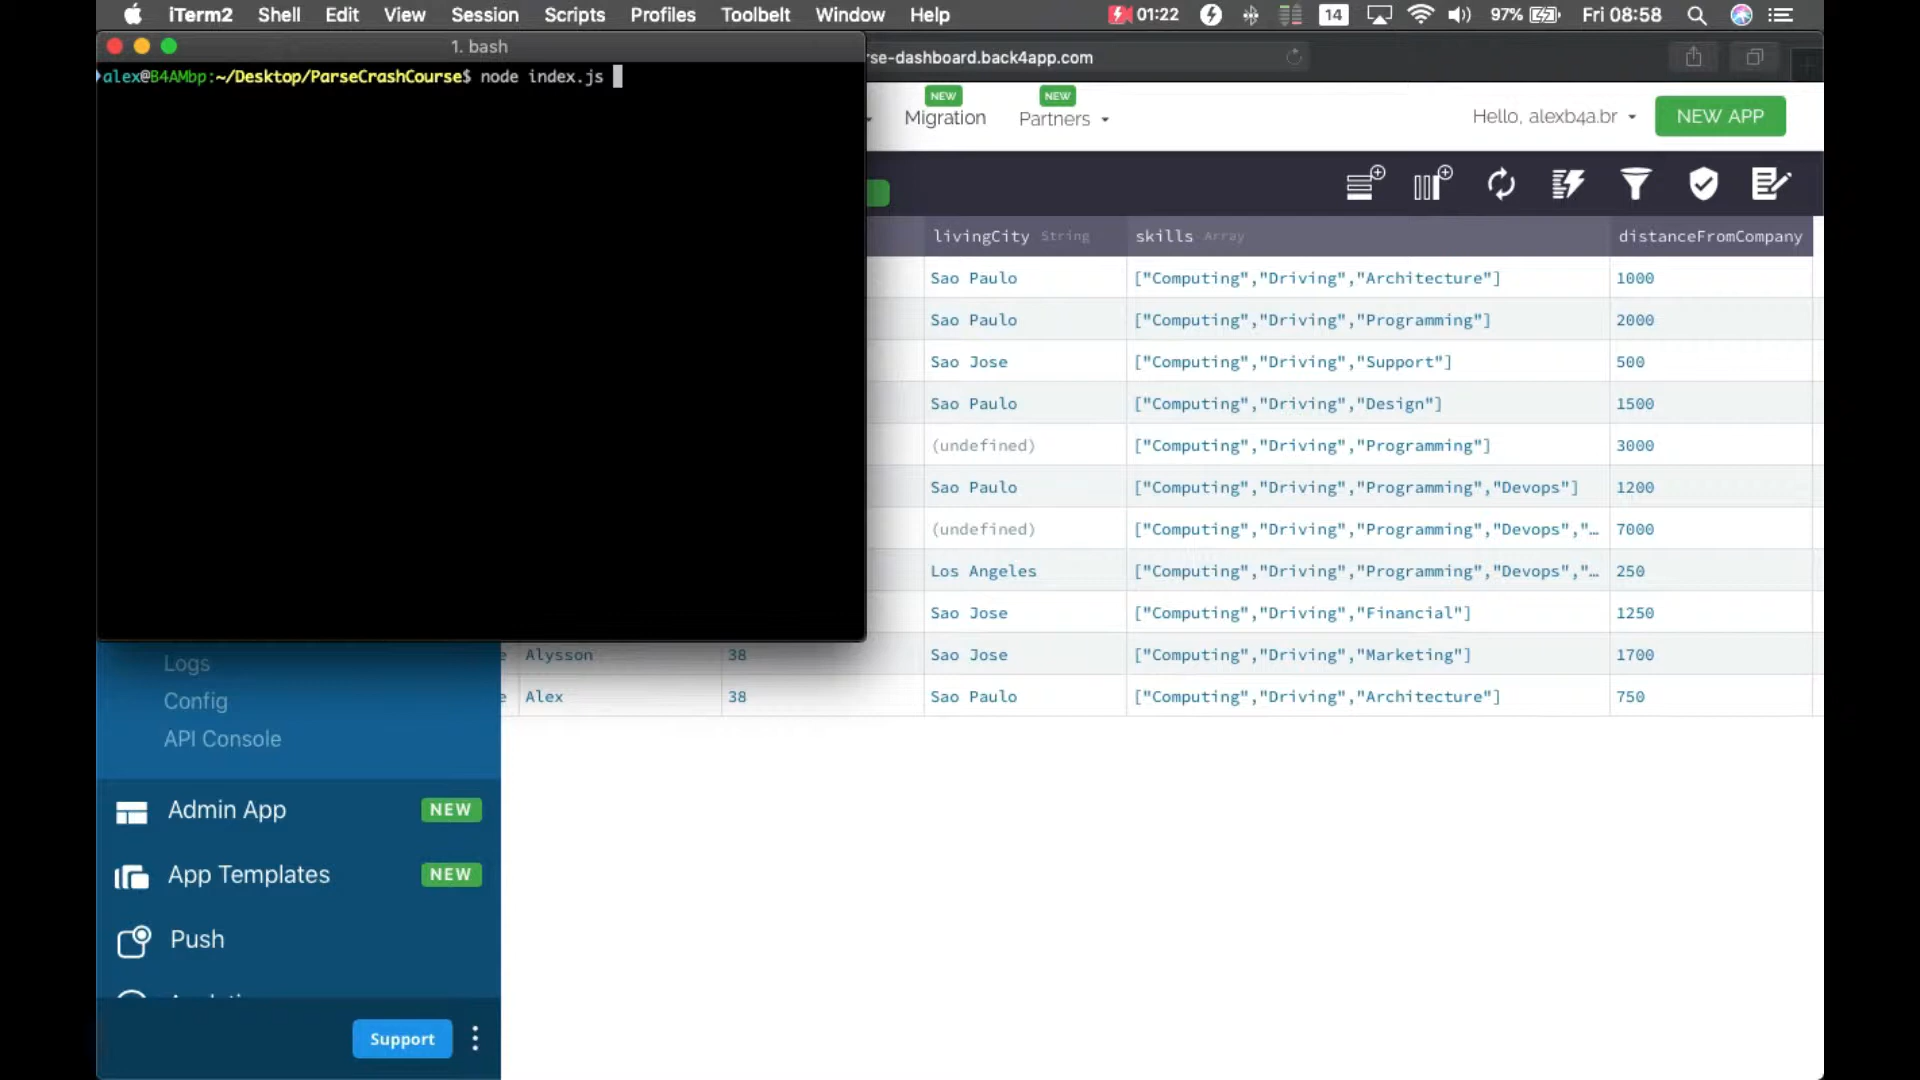 iTerm2 Shell Edit View Session Scripts Profiles Toolbelt Window Help 01:22 14 97% Fri 08:58
1. bash
alex@B4AMbp:~/Desktop/ParseCrashCourse$ node index.js
se-dashboard.back4app.com
NEW NEW
Migration Partners Hello, alexb4a.br NEW APP
livingCity String skills Array distanceFromCompany
Sao Paulo ["Computing","Driving","Architecture"] 1000
Sao Paulo ["Computing","Driving","Programming"] 2000
Sao Jose ["Computing","Driving","Support"] 500
Sao Paulo ["Computing","Driving","Design"] 1500
(undefined) ["Computing","Driving","Programming"] 3000
Sao Paulo ["Computing","Driving","Programming","Devops"] 1200
(undefined) ["Computing","Driving","Programming","Devops","… 7000
Los Angeles ["Computing","Driving","Programming","Devops","… 250
Sao Jose ["Computing","Driving","Financial"] 1250
e Alysson 38 Sao Jose ["Computing","Driving","Marketing"] 1700
e Alex 38 Sao Paulo ["Computing","Driving","Architecture"] 750
Logs
Config
API Console
Admin App NEW
App Templates NEW
Push
Support